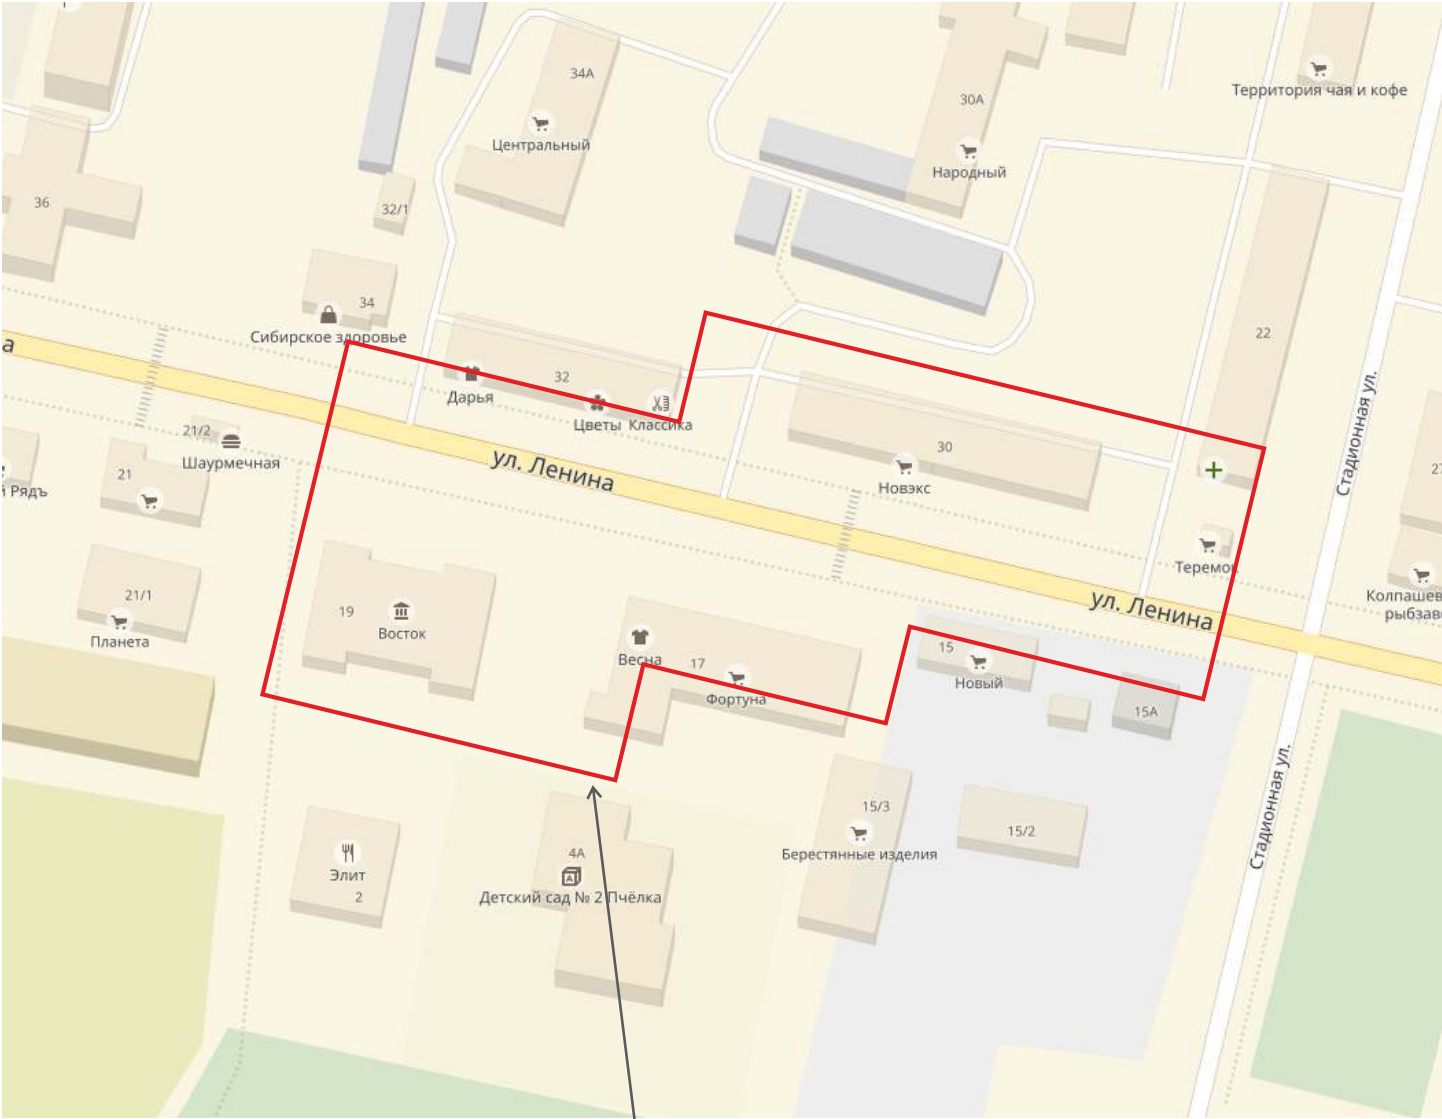 34А
Центральный
30А
Народный
Территория чая и кофе
36
32/1
34
Сибирское здоровье
22
а
32
Дарья
Цветы
Классика
Стадионная ул.
21/2
Шаурмечная
ул. Ленина
30
Новэкс
21
й Рядъ
27
Теремок
21/1
Планета
19
Восток
ул. Ленина
Колпашев
рыбзав
Весна
17
Фортуна
15
Новый
15А
Стадионная ул.
15/3
Берестянные изделия
15/2
Элит
2
4А
Детский сад № 2 Пчёлка